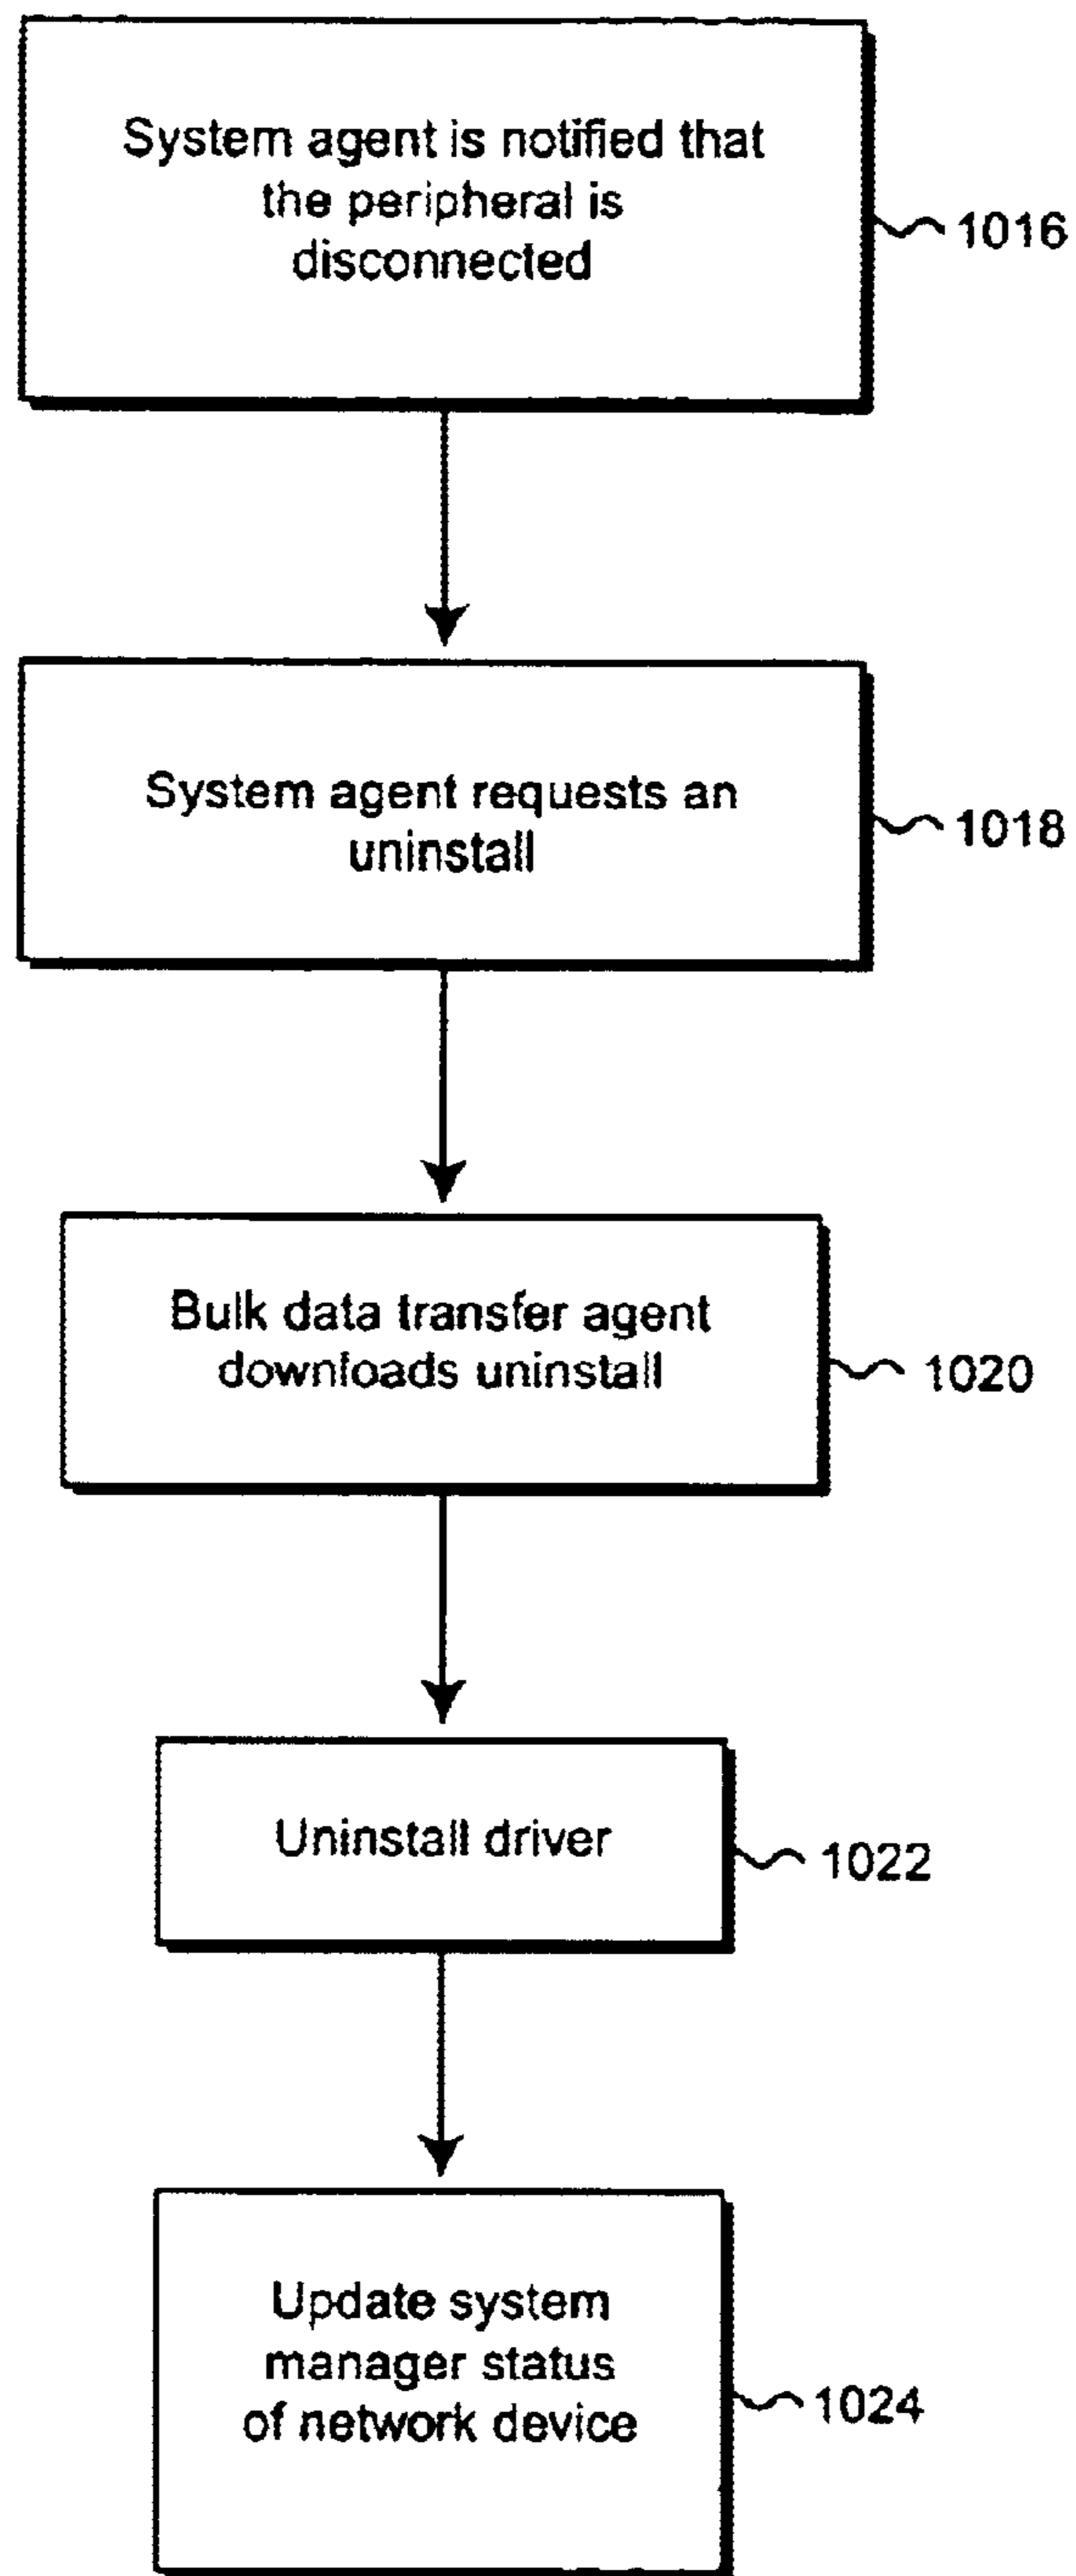 System agent is notified that
the peripheral is
disconnected
1016
System agent requests an
uninstall
1018
Bulk data transfer agent
downloads uninstall
1020
Uninstall driver
1022
Update system
manager status
of network device
1024